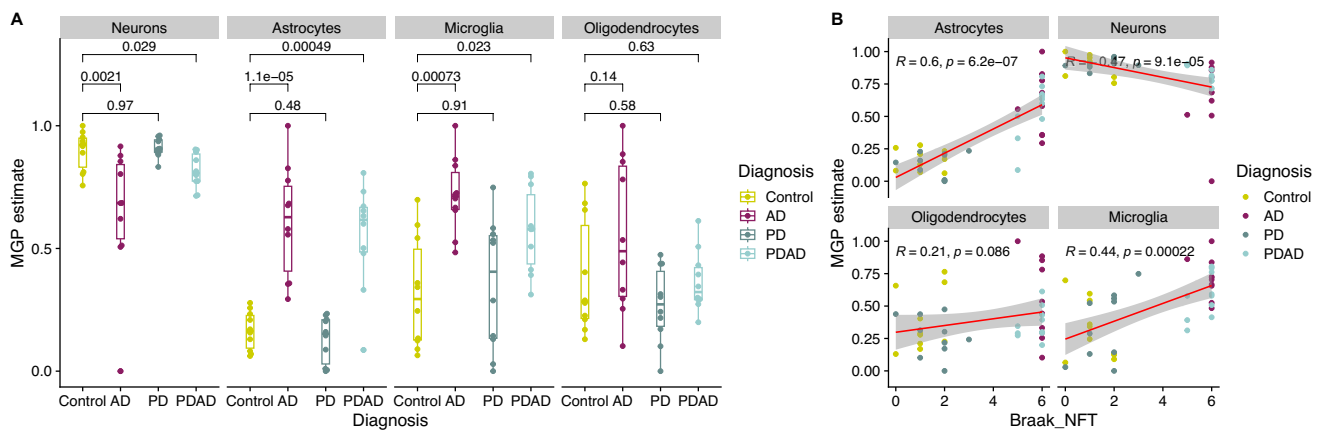 A
Neurons Astrocytes Microglia Oligodendrocytes
0.029 0.00049 0.023 0.63
0.0021 1.1e-05 0.00073 0.14
0.97 0.48 0.91 0.58
1.0
0.5
0.0
MGP estimate
Control AD PD PDAD Control AD PD PDAD Control AD PD PDAD Control AD PD PDAD
Diagnosis
Diagnosis
Control
AD
PD
PDAD
B
Astrocytes Neurons
R = 0.6, p = 6.2e−07 R = −0.47, p = 9.1e−05
1.00
0.75
0.50
0.25
0.00
Oligodendrocytes Microglia
R = 0.21, p = 0.086 R = 0.44, p = 0.00022
1.00
0.75
0.50
0.25
0.00
MGP estimate
0 2 4 6 0 2 4 6
Braak_NFT
Diagnosis
Control
AD
PD
PDAD